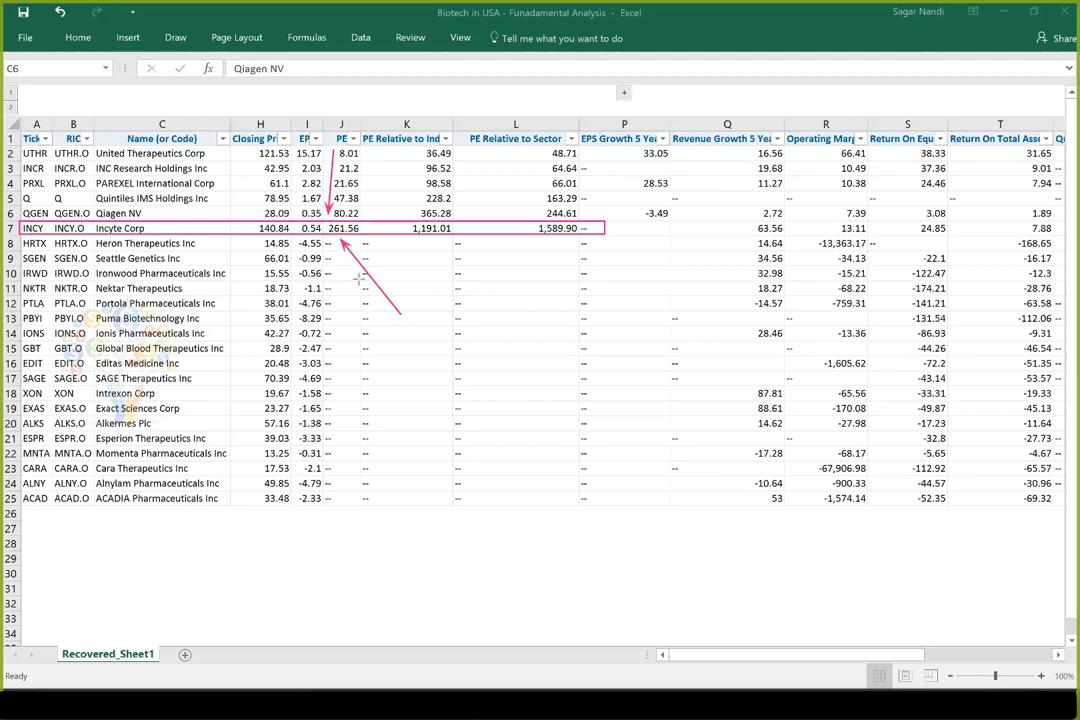 Biotech in USA - Funadamental Analysis - Excel Sagar Nandi
File Home Insert Draw Page Layout Formulas Data Review View Tell me what you want to do Share
C6 fx Qiagen NV
1 +
2
A B C H I J K L P Q R S T
1 Tick RIC Name (or Code) Closing Pr EP PE PE Relative to Ind PE Relative to Sector EPS Growth 5 Yea Revenue Growth 5 Yea Operating Marg Return On Equ Return On Total Asse
2 UTHR UTHR.O United Therapeutics Corp 121.53 15.17 8.01 36.49 48.71 33.05 16.56 66.41 38.33 31.65
3 INCR INCR.O INC Research Holdings Inc 42.95 2.03 21.2 96.52 64.64 -- 19.68 10.49 37.36 9.01 --
4 PRXL PRXL.O PAREXEL International Corp 61.1 2.82 21.65 98.58 66.01 28.53 11.27 10.38 24.46 7.94 --
5 Q Q Quintiles IMS Holdings Inc 78.95 1.67 47.38 228.2 163.29 -- -- -- -- --
6 QGEN QGEN.O Qiagen NV 28.09 0.35 80.22 365.28 244.61 -3.49 2.72 7.39 3.08 1.89
7 INCY INCY.O Incyte Corp 140.84 0.54 261.56 1,191.01 1,589.90 -- 63.56 13.11 24.85 7.88
8 HRTX HRTX.O Heron Therapeutics Inc 14.85 -4.55 -- -- -- -- 14.64 -13,363.17 -- -168.65
9 SGEN SGEN.O Seattle Genetics Inc 66.01 -0.99 -- -- -- -- 34.56 -34.13 -22.1 -16.17
10 IRWD IRWD.O Ironwood Pharmaceuticals Inc 15.55 -0.56 -- -- -- -- 32.98 -15.21 -122.47 -12.3
11 NKTR NKTR.O Nektar Therapeutics 18.73 -1.1 -- -- -- -- 18.27 -68.22 -174.21 -28.76
12 PTLA PTLA.O Portola Pharmaceuticals Inc 38.01 -4.76 -- -- -- -- -14.57 -759.31 -141.21 -63.58 --
13 PBYI PBYI.O Puma Biotechnology Inc 35.65 -8.29 -- -- -- -- -- -- -131.54 -112.06 --
14 IONS IONS.O Ionis Pharmaceuticals Inc 42.27 -0.72 -- -- -- -- 28.46 -13.36 -86.93 -9.31
15 GBT GBT.O Global Blood Therapeutics Inc 28.9 -2.47 -- -- -- -- -- -- -44.26 -46.54 --
16 EDIT EDIT.O Editas Medicine Inc 20.48 -3.03 -- -- -- -- -1,605.62 -72.2 -51.35 --
17 SAGE SAGE.O SAGE Therapeutics Inc 70.39 -4.69 -- -- -- -- -- -- -43.14 -53.57 --
18 XON XON.O Intrexon Corp 19.67 -1.58 -- -- -- -- 87.81 -65.56 -33.31 -19.33
19 EXAS EXAS.O Exact Sciences Corp 23.27 -1.65 -- -- -- -- 88.61 -170.08 -49.87 -45.13
20 ALKS ALKS.O Alkermes Plc 57.16 -1.38 -- -- -- -- 14.62 -27.98 -17.23 -11.64
21 ESPR ESPR.O Esperion Therapeutics Inc 39.03 -3.33 -- -- -- -- -- -- -32.8 -27.73 --
22 MNTA MNTA.O Momenta Pharmaceuticals Inc 13.25 -0.31 -- -- -- -- -17.28 -68.17 -5.65 -4.67 --
23 CARA CARA.O Cara Therapeutics Inc 17.53 -2.1 -- -- -- -- -- -67,906.98 -112.92 -65.57 --
24 ALNY ALNY.O Alnylam Pharmaceuticals Inc 49.85 -4.79 -- -- -- -- -10.64 -900.33 -44.57 -30.96 --
25 ACAD ACAD.O ACADIA Pharmaceuticals Inc 33.48 -2.33 -- -- -- -- 53 -1,574.14 -52.35 -69.32
26
27
28
29
30
31
32
33
34
Recovered_Sheet1
Ready 100%